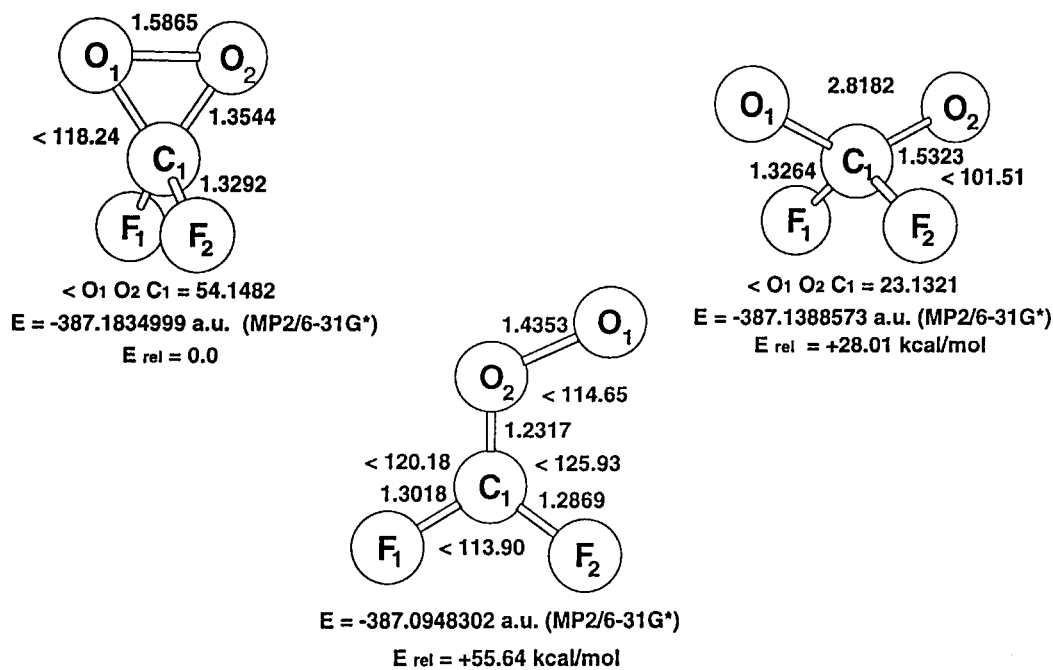 1.5865
O1
O2
1.3544
< 118.24
C1
1.3292
F1
F2
< O1 O2 C1 = 54.1482
E = -387.1834999 a.u. (MP2/6-31G*)
E rel = 0.0
2.8182
O1
O2
C1
1.5323
1.3264
< 101.51
F1
F2
< O1 O2 C1 = 23.1321
E = -387.1388573 a.u. (MP2/6-31G*)
E rel = +28.01 kcal/mol
1.4353
O1
O2
< 114.65
1.2317
< 120.18
< 125.93
C1
1.3018
1.2869
F1
< 113.90
F2
E = -387.0948302 a.u. (MP2/6-31G*)
E rel = +55.64 kcal/mol